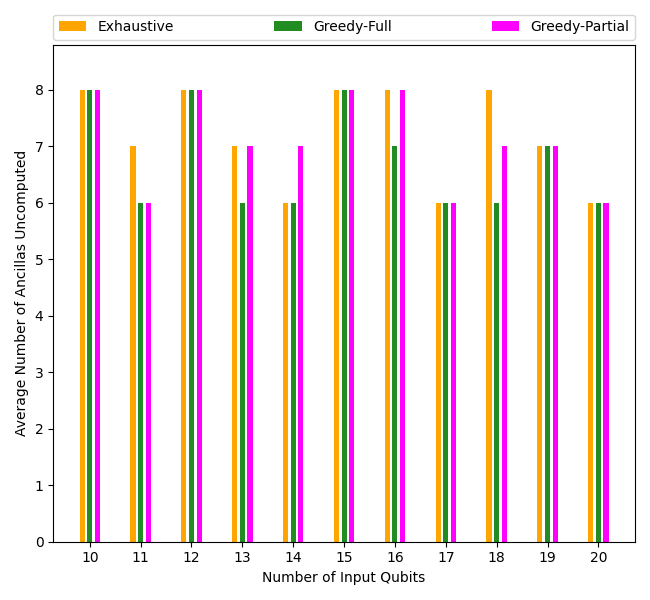 Exhaustive Greedy-Full Greedy-Partial
8
7
6
5
4
3
2
1
0
Average Number of Ancillas Uncomputed
10 11 12 13 14 15 16 17 18 19 20
Number of Input Qubits